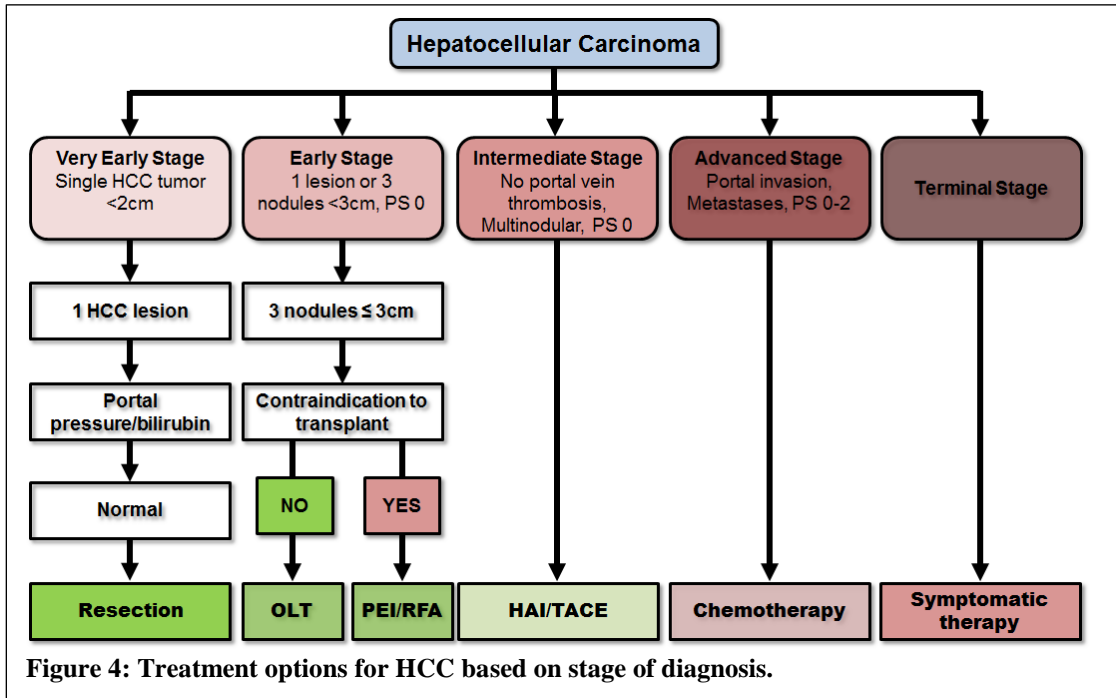 Hepatocellular Carcinoma
Very Early Stage
Single HCC tumor
<2cm
Early Stage
1 lesion or 3
nodules <3cm, PS 0
Intermediate Stage
No portal vein
thrombosis,
Multinodular, PS 0
Advanced Stage
Portal invasion,
Metastases, PS 0-2
Terminal Stage
1 HCC lesion
3 nodules ≤ 3cm
Portal
pressure/bilirubin
Contraindication to
transplant
Normal
NO
YES
Resection
OLT
PEI/RFA
HAI/TACE
Chemotherapy
Symptomatic
therapy
Figure 4: Treatment options for HCC based on stage of diagnosis.